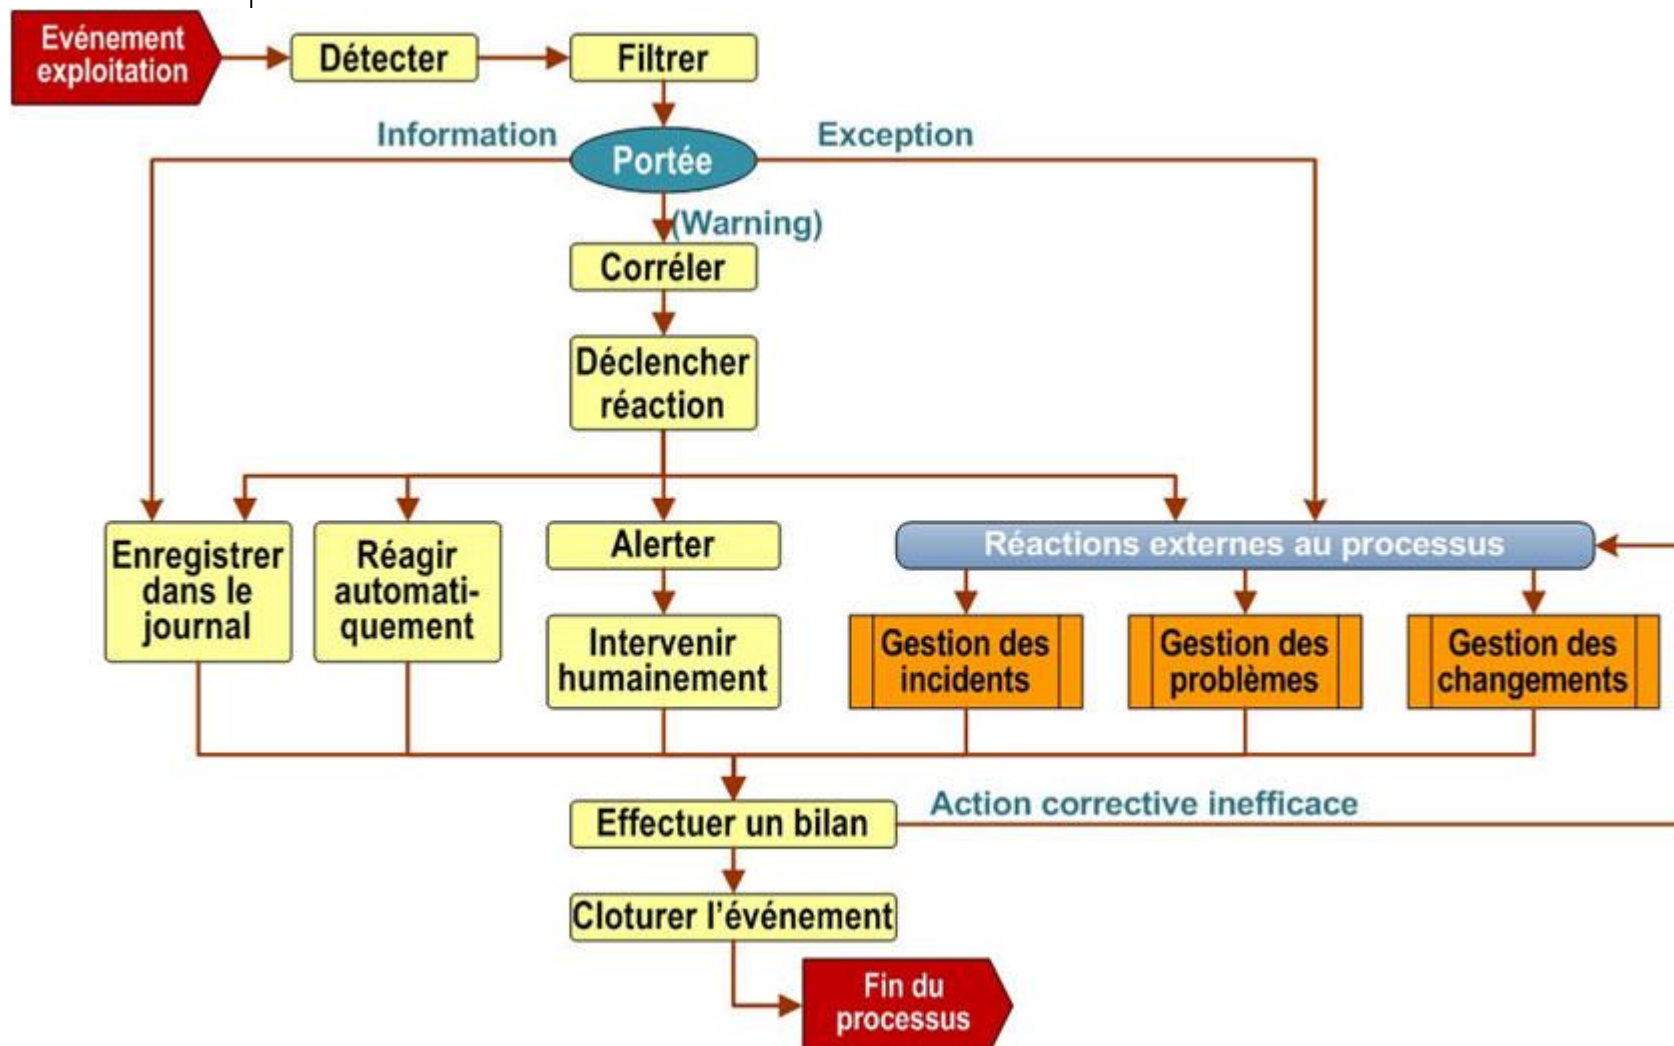 Evénement
exploitation
Détecter
Filtrer
Information
Exception
Portée
(Warning)
Corréler
Déclencher
réaction
Enregistrer
dans le
journal
Réagir
automati-
quement
Alerter
Intervenir
humainement
Réactions externes au processus
Gestion des
incidents
Gestion des
problèmes
Gestion des
changements
Effectuer un bilan
Action corrective inefficace
Cloturer l'événement
Fin du
processus